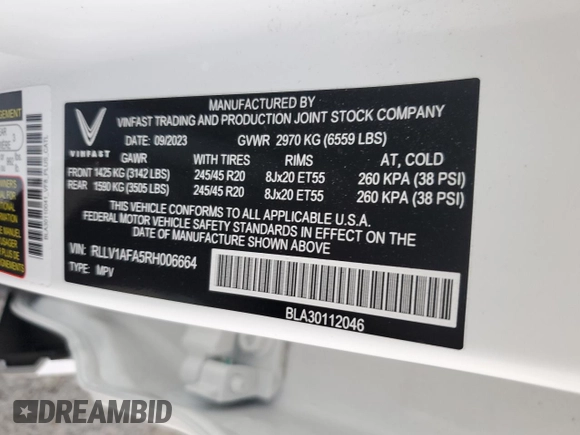 MANUFACTURED BY
VINFAST TRADING AND PRODUCTION JOINT STOCK COMPANY
VINFAST
DATE: 09/2023 GVWR 2970 KG (6559 LBS)
GAWR WITH TIRES RIMS AT, COLD
FRONT 1425 KG (3142 LBS) 245/45 R20 8Jx20 ET55 260 KPA (38 PSI)
REAR 1590 KG (3505 LBS) 245/45 R20 8Jx20 ET55 260 KPA (38 PSI)
THIS VEHICLE CONFORMS TO ALL APPLICABLE U.S.A.
FEDERAL MOTOR VEHICLE SAFETY STANDARDS IN EFFECT ON THE
DATE OF MANUFACTURE SHOWN ABOVE
VIN: RLLV1AFA5RH006664
TYPE: MPV
BLA30112046
DREAMBID